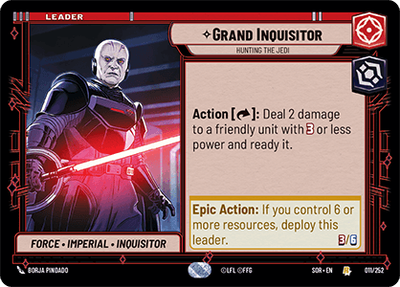 LEADER
✧GRAND INQUISITOR
HUNTING THE JEDI
Action [↷]: Deal 2 damage
to a friendly unit with 3 or less
power and ready it.
Epic Action: If you control 6 or
more resources, deploy this
leader.
3/6
FORCE • IMPERIAL • INQUISITOR
BORJA PINDADO
©LFL ©FFG
SOR • EN
R
011/252